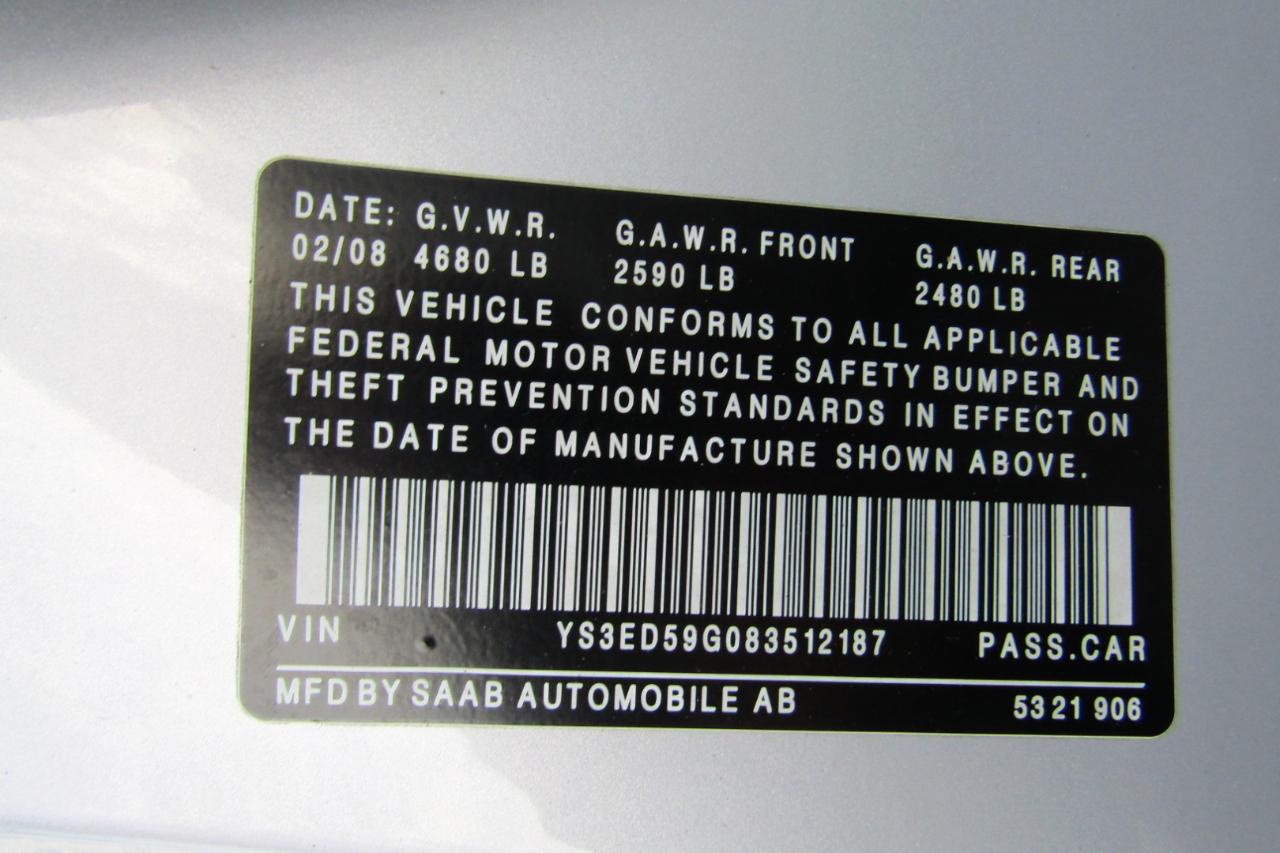 DATE: G.V.W.R. G.A.W.R. FRONT G.A.W.R. REAR
02/08 4680 LB 2590 LB 2480 LB
THIS VEHICLE CONFORMS TO ALL APPLICABLE
FEDERAL MOTOR VEHICLE SAFETY BUMPER AND
THEFT PREVENTION STANDARDS IN EFFECT ON
THE DATE OF MANUFACTURE SHOWN ABOVE.
VIN YS3ED59G083512187 PASS.CAR
MFD BY SAAB AUTOMOBILE AB 53 21 906